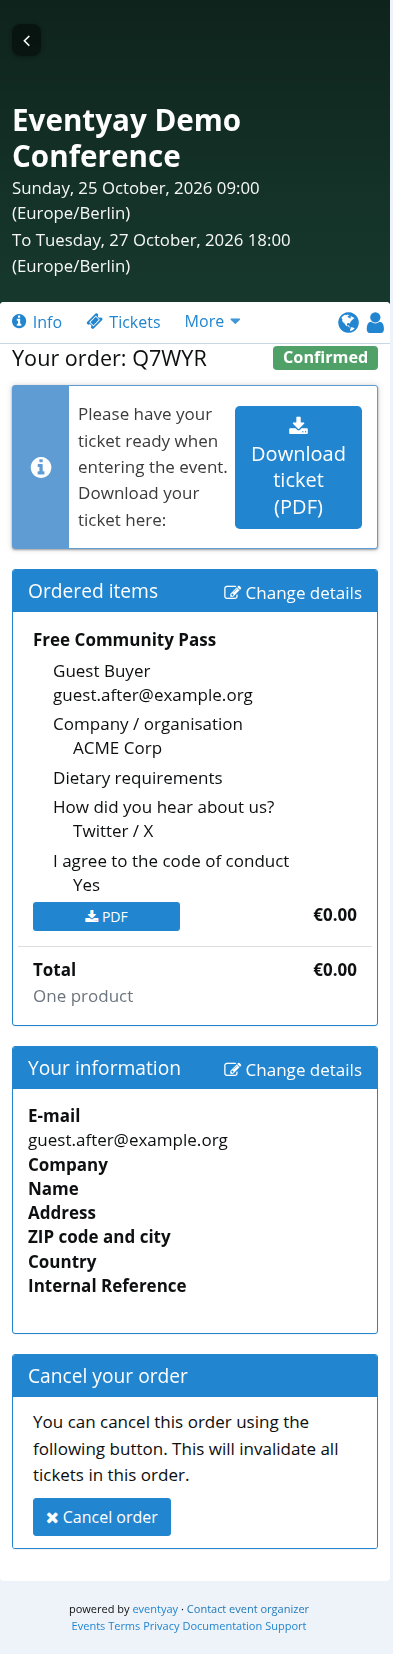 Eventyay Demo
Conference
Sunday, 25 October, 2026 09:00
(Europe/Berlin)
To Tuesday, 27 October, 2026 18:00
(Europe/Berlin)
Info Tickets More
Your order: Q7WYR Confirmed
Please have your
ticket ready when
entering the event.
Download your
ticket here:
Download
ticket
(PDF)
Ordered items Change details
Free Community Pass
Guest Buyer
guest.after@example.org
Company / organisation
ACME Corp
Dietary requirements
How did you hear about us?
Twitter / X
I agree to the code of conduct
Yes
PDF €0.00
Total €0.00
One product
Your information Change details
E-mail
guest.after@example.org
Company
Name
Address
ZIP code and city
Country
Internal Reference
Cancel your order
You can cancel this order using the
following button. This will invalidate all
tickets in this order.
Cancel order
powered by eventyay · Contact event organizer
Events Terms Privacy Documentation Support